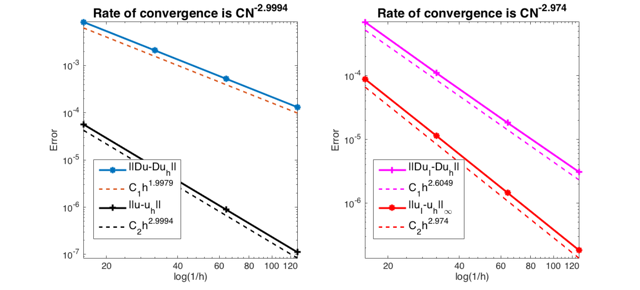 Rate of convergence is CN^-2.9994
Error
10^-3
10^-4
10^-5
10^-6
10^-7
||Du-Du_h||
C_1h^1.9979
||u-u_h||
C_2h^2.9994
20
40
60
80
100
120
log(1/h)
Rate of convergence is CN^-2.974
Error
10^-4
10^-5
10^-6
||Du_I-Du_h||
C_1h^2.6049
||u_I-u_h||_∞
C_2h^2.974
20
40
60
80
100
120
log(1/h)